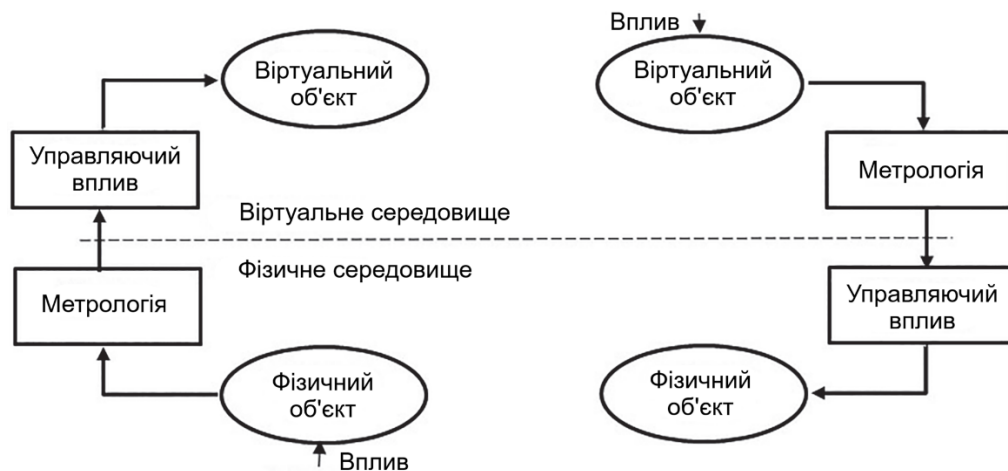 Вплив
Віртуальний
об'єкт
Віртуальний
об'єкт
Управляючий
вплив
Метрологія
Віртуальне середовище
Фізичне середовище
Метрологія
Управляючий
вплив
Фізичний
об'єкт
Фізичний
об'єкт
Вплив